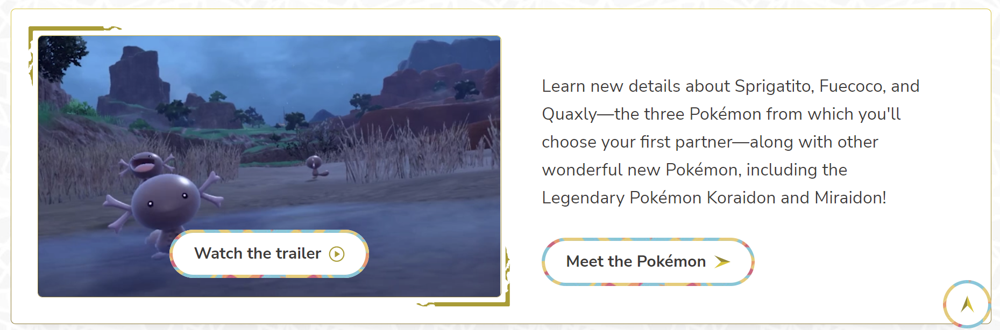 Learn new details about Sprigatito, Fuecoco, and
Quaxly—the three Pokémon from which you'll
choose your first partner—along with other
wonderful new Pokémon, including the
Legendary Pokémon Koraidon and Miraidon!
Watch the trailer
Meet the Pokémon